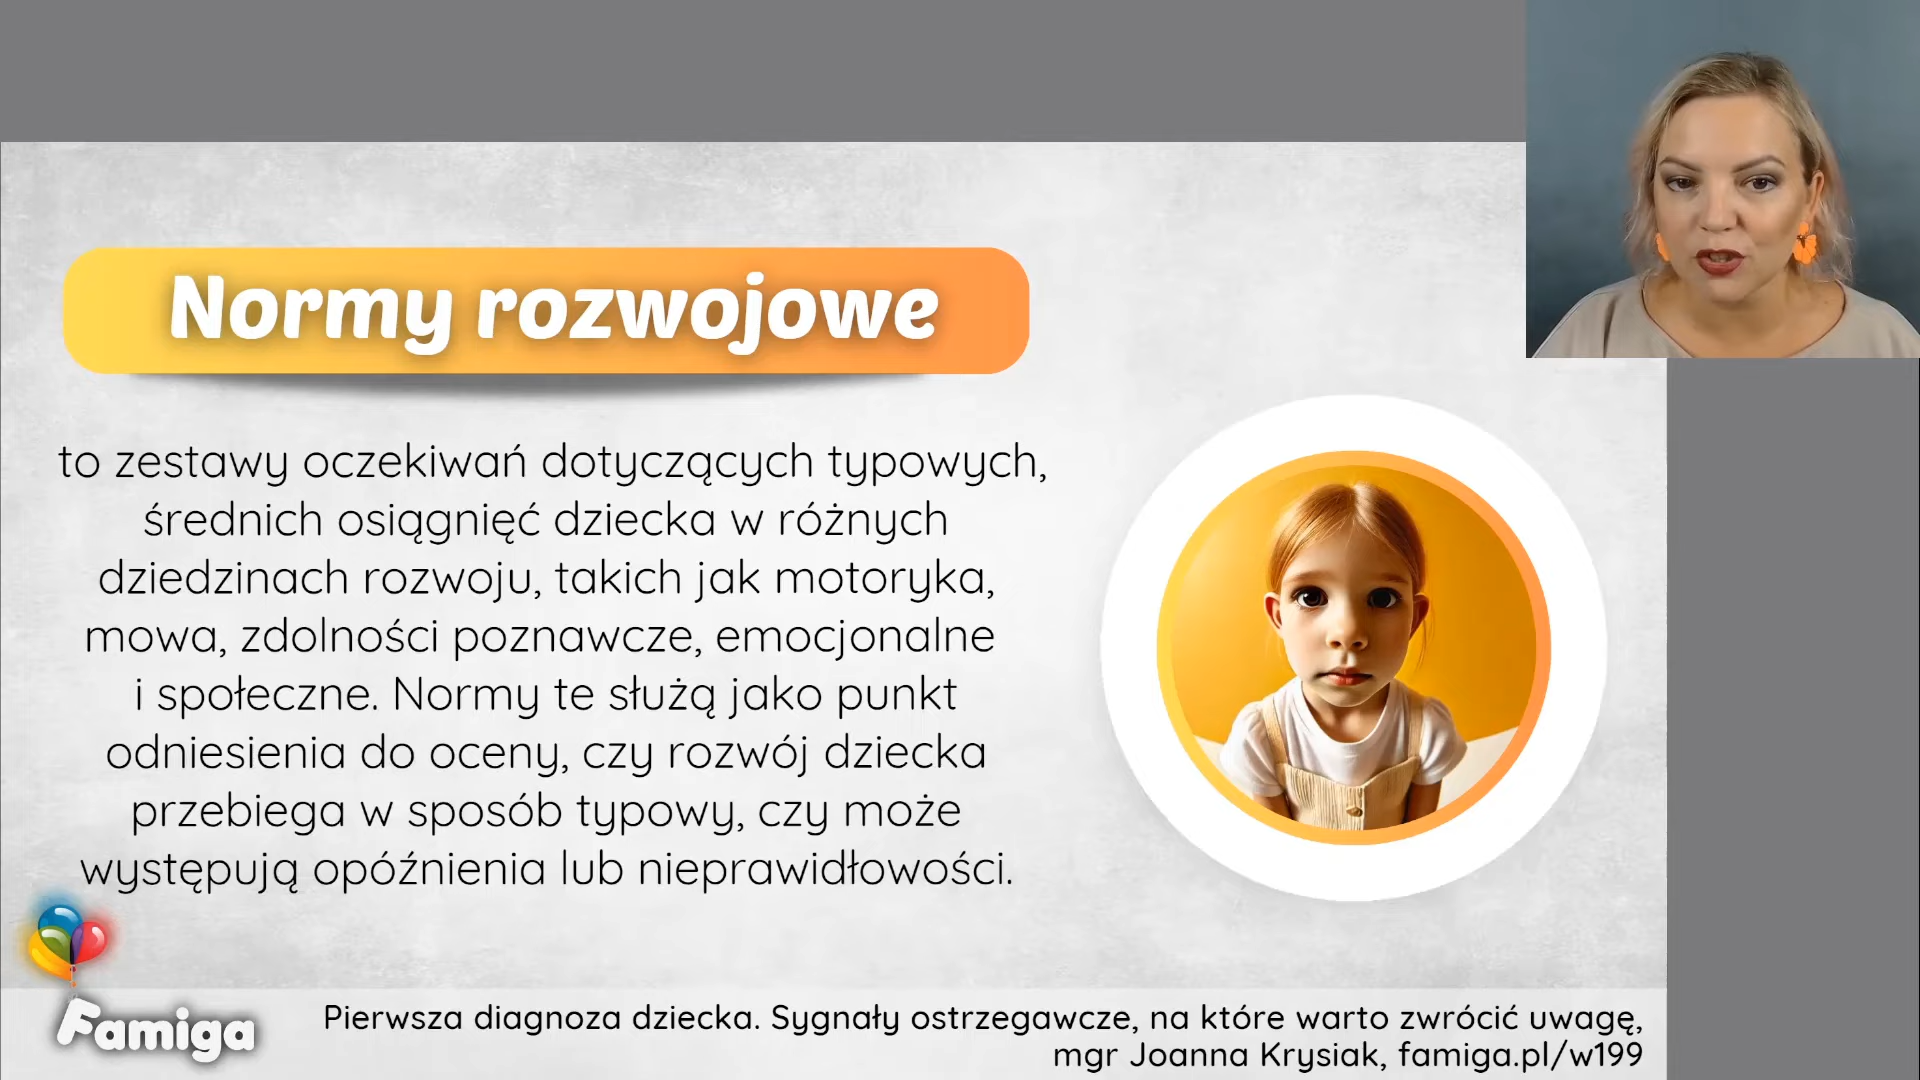 Normy rozwojowe
to zestawy oczekiwań dotyczących typowych,
średnich osiągnięć dziecka w różnych
dziedzinach rozwoju, takich jak motoryka,
mowa, zdolności poznawcze, emocjonalne
i społeczne. Normy te służą jako punkt
odniesienia do oceny, czy rozwój dziecka
przebiega w sposób typowy, czy może
występują opóźnienia lub nieprawidłowości.
Famiga
Pierwsza diagnoza dziecka. Sygnały ostrzegawcze, na które warto zwrócić uwagę,
mgr Joanna Krysiak, famiga.pl/w199